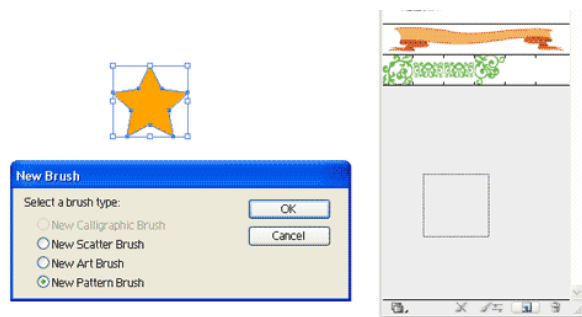 New Brush
Select a brush type:
New Calligraphic Brush
New Scatter Brush
New Art Brush
New Pattern Brush
OK
Cancel